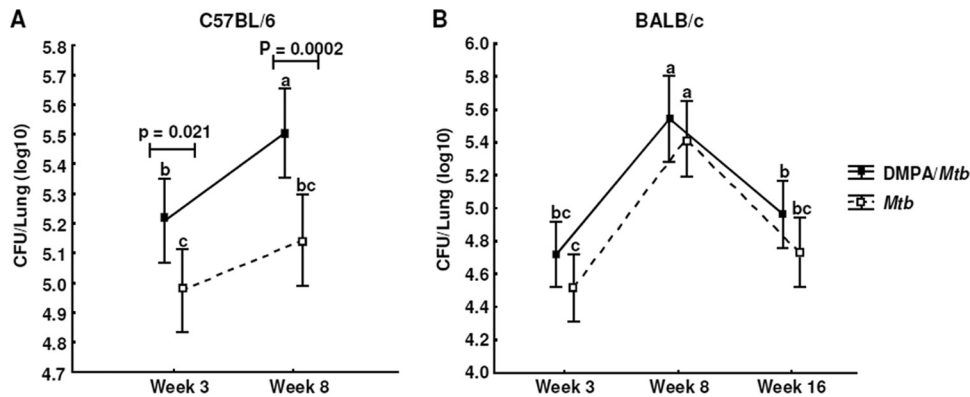 A
C57BL/6
CFU/Lung (log10)
5.8
5.7
5.6
5.5
5.4
5.3
5.2
5.1
5.0
4.9
4.8
4.7
p = 0.021
P = 0.0002
b
a
c
bc
Week 3
Week 8
B
BALB/c
CFU/Lung (log10)
6.0
5.8
5.6
5.4
5.2
5.0
4.8
4.6
4.4
4.2
4.0
bc
c
a
a
b
bc
Week 3
Week 8
Week 16
DMPA/Mtb
Mtb